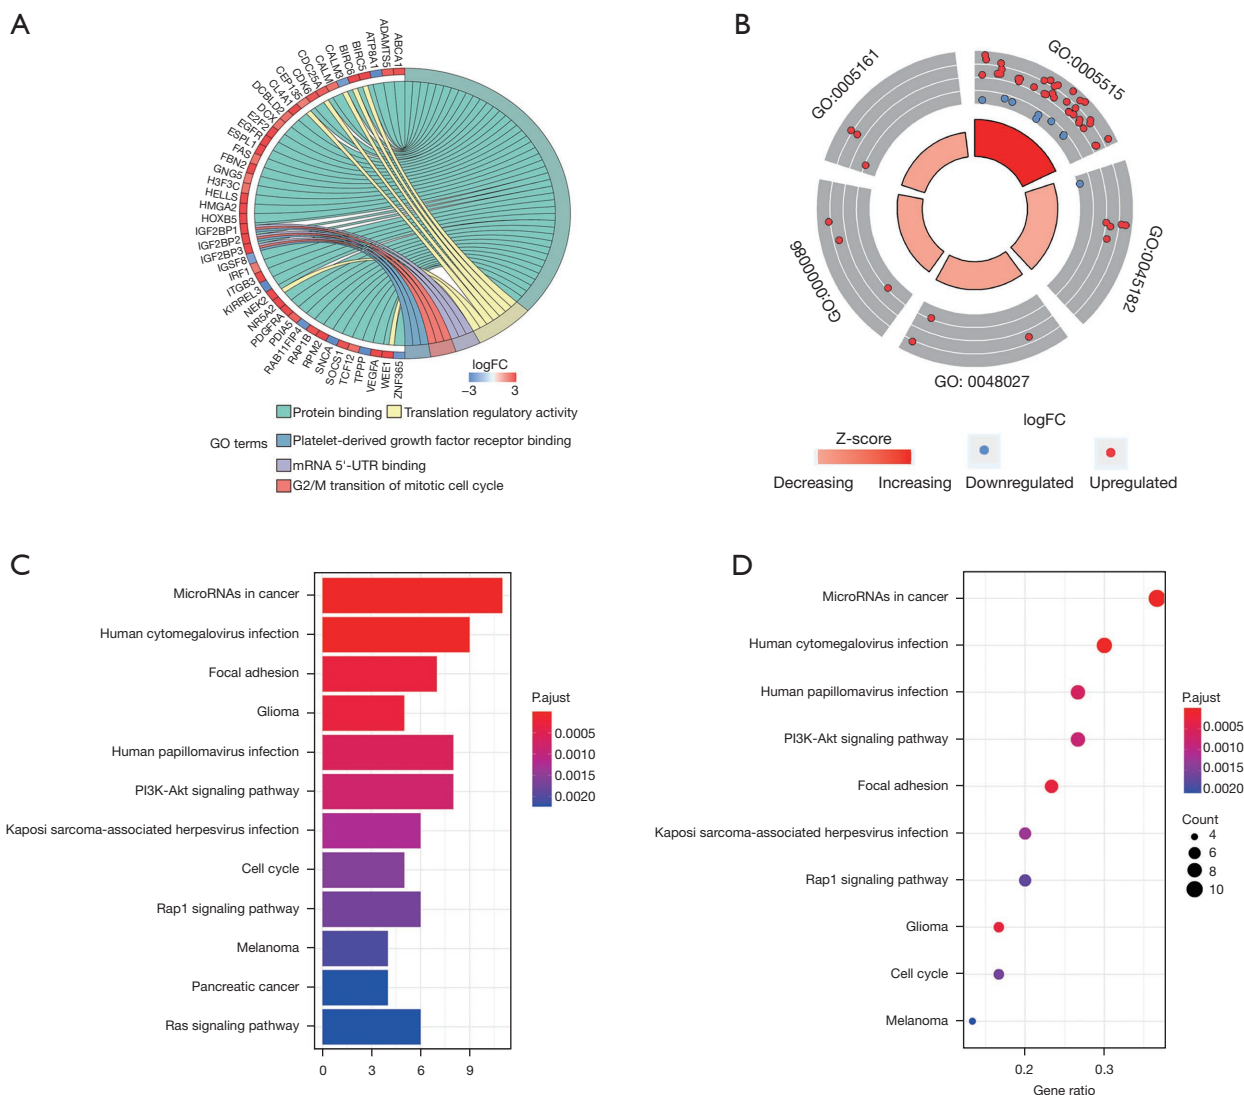 A
ABCA1
ADAMTS5
ATP8A1
BIRC5
BIRC6
CALM3
CALM
CDC25A
CDK6
CEP135
CL4A1
DCBLD2
DCX
E2F2
EGFR
ESPL1
FAS
FBN2
GNG5
H3F3C
HELLS
HMGA2
HOXB5
IGF2BP1
IGF2BP2
IGF2BP3
IGSF8
IRF1
ITGB3
KIRREL3
NEK2
NR5A2
PDGFRA
PDIA5
RAB11FIP4
RAP1B
RPM2
SNCA
SOCS1
TCF12
TPPP
VEGFA
WEE1
ZNF365
logFC
−3 3
Protein binding Translation regulatory activity
GO terms Platelet-derived growth factor receptor binding
mRNA 5'-UTR binding
G2/M transition of mitotic cell cycle
B
GO:0005161
GO:0005515
GO:0045182
GO: 0048027
GO:0000086
logFC
Z-score
Decreasing Increasing Downregulated Upregulated
C
MicroRNAs in cancer
Human cytomegalovirus infection
Focal adhesion
Glioma
Human papillomavirus infection
PI3K-Akt signaling pathway
Kaposi sarcoma-associated herpesvirus infection
Cell cycle
Rap1 signaling pathway
Melanoma
Pancreatic cancer
Ras signaling pathway
0 3 6 9
P.ajust
0.0005
0.0010
0.0015
0.0020
D
MicroRNAs in cancer
Human cytomegalovirus infection
Human papillomavirus infection
PI3K-Akt signaling pathway
Focal adhesion
Kaposi sarcoma-associated herpesvirus infection
Rap1 signaling pathway
Glioma
Cell cycle
Melanoma
0.2 0.3
Gene ratio
P.ajust
0.0005
0.0010
0.0015
0.0020
Count
4
6
8
10